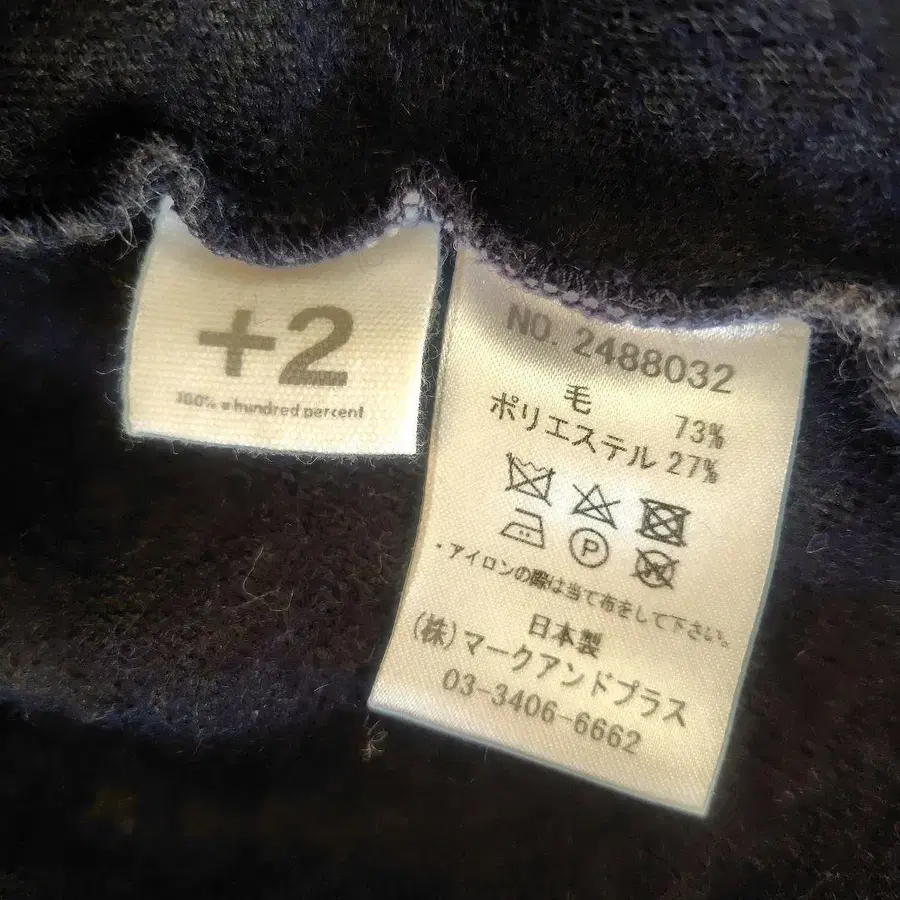 +2
100% a hundred percent
NO. 2488032
毛 73%
ポリエステル 27%
P
W
・アイロンの際は当て布をして下さい。
日本製
(株)マークアンドプラス
03-3406-6662